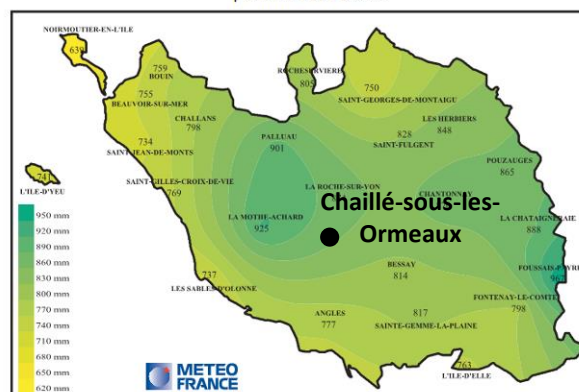 NOIRMOUTIER-EN-L'ILE
639
759
BOUIN
755
BEAUVOIR-SUR-MER
CHALLANS
798
734
SAINT-JEAN-DE-MONTS
ROCHESERVIERE
805
750
SAINT-GEORGES-DE-MONTAIGU
LES HERBIERS
848
828
SAINT-FULGENT
PALLUAU
901
POUZAUGES
865
741
L'ILE-D'YEU
SAINT-GILLES-CROIX-DE-VIE
769
LA ROCHE-SUR-YON
CHANTONNAY
Chaillé-sous-les-
Ormeaux
LA MOTHE-ACHARD
925
LA CHATAIGNERAIE
888
BESSAY
814
737
LES SABLES D'OLONNE
FONTENAY-LE-COMTE
798
ANGLES
777
817
SAINTE-GEMME-LA-PLAINE
763
L'ILE-D'ELLE
950 mm
920 mm
890 mm
860 mm
830 mm
800 mm
770 mm
740 mm
710 mm
680 mm
650 mm
620 mm
METEO
FRANCE